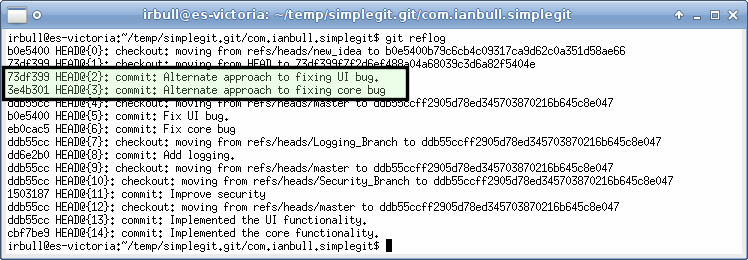 irbull@es-victoria: ~/temp/simplegit.git/com.ianbull.simplegit
irbull@es-victoria:~/temp/simplegit.git/com.ianbull.simplegit$ git reflog
b0e5400 HEAD@{0}: checkout: moving from refs/heads/new_idea to b0e5400b79c6cb4c09317ca9d62c0a351d58ae66
73df399 HEAD@{1}: checkout: moving from HEAD to 73df399f7f2d6ef488a04a68039c3d6a82f5404e
73df399 HEAD@{2}: commit: Alternate approach to fixing UI bug.
3e4b301 HEAD@{3}: commit: Alternate approach to fixing core bug
ddb55cc HEAD@{4}: checkout: moving from refs/heads/master to ddb55ccff2905d78ed345703870216b645c8e047
b0e5400 HEAD@{5}: commit: Fix UI bug.
eb0cac5 HEAD@{6}: commit: Fix core bug
ddb55cc HEAD@{7}: checkout: moving from refs/heads/Logging_Branch to ddb55ccff2905d78ed345703870216b645c8e047
dd6e2b0 HEAD@{8}: commit: Add logging.
ddb55cc HEAD@{9}: checkout: moving from refs/heads/master to ddb55ccff2905d78ed345703870216b645c8e047
ddb55cc HEAD@{10}: checkout: moving from refs/heads/Security_Branch to ddb55ccff2905d78ed345703870216b645c8e047
1503187 HEAD@{11}: commit: Improve security
ddb55cc HEAD@{12}: checkout: moving from refs/heads/master to ddb55ccff2905d78ed345703870216b645c8e047
ddb55cc HEAD@{13}: commit: Implemented the UI functionality.
cbf7be9 HEAD@{14}: commit: Implemented the core functionality.
irbull@es-victoria:~/temp/simplegit.git/com.ianbull.simplegit$